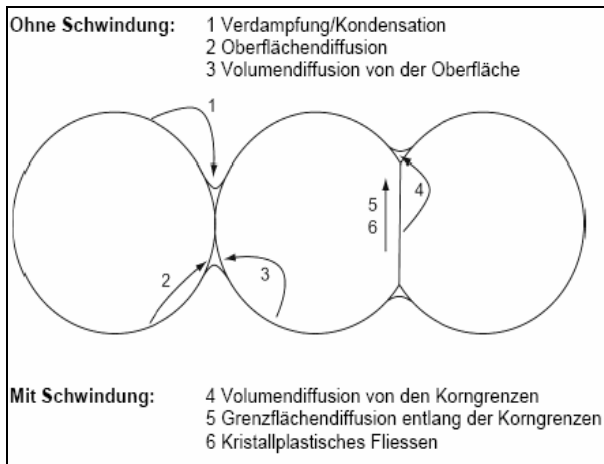 Ohne Schwindung: 1 Verdampfung/Kondensation
2 Oberflächendiffusion
3 Volumendiffusion von der Oberfläche
1
2
3
4
5
6
Mit Schwindung: 4 Volumendiffusion von den Korngrenzen
5 Grenzflächendiffusion entlang der Korngrenzen
6 Kristallplastisches Fliessen